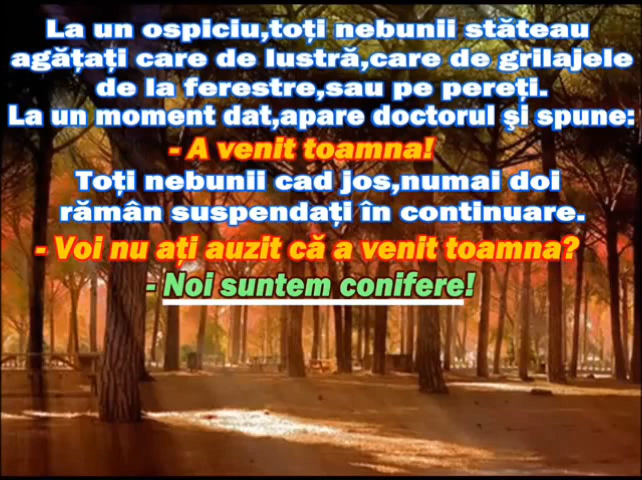 La un ospiciu,toți nebunii stăteau
agățați care de lustră,care de grilajele
de la ferestre,sau pe pereți.
La un moment dat,apare doctorul și spune:
- A venit toamna!
Toți nebunii cad jos,numai doi
rămân suspendați în continuare.
- Voi nu ați auzit că a venit toamna?
- Noi suntem conifere!